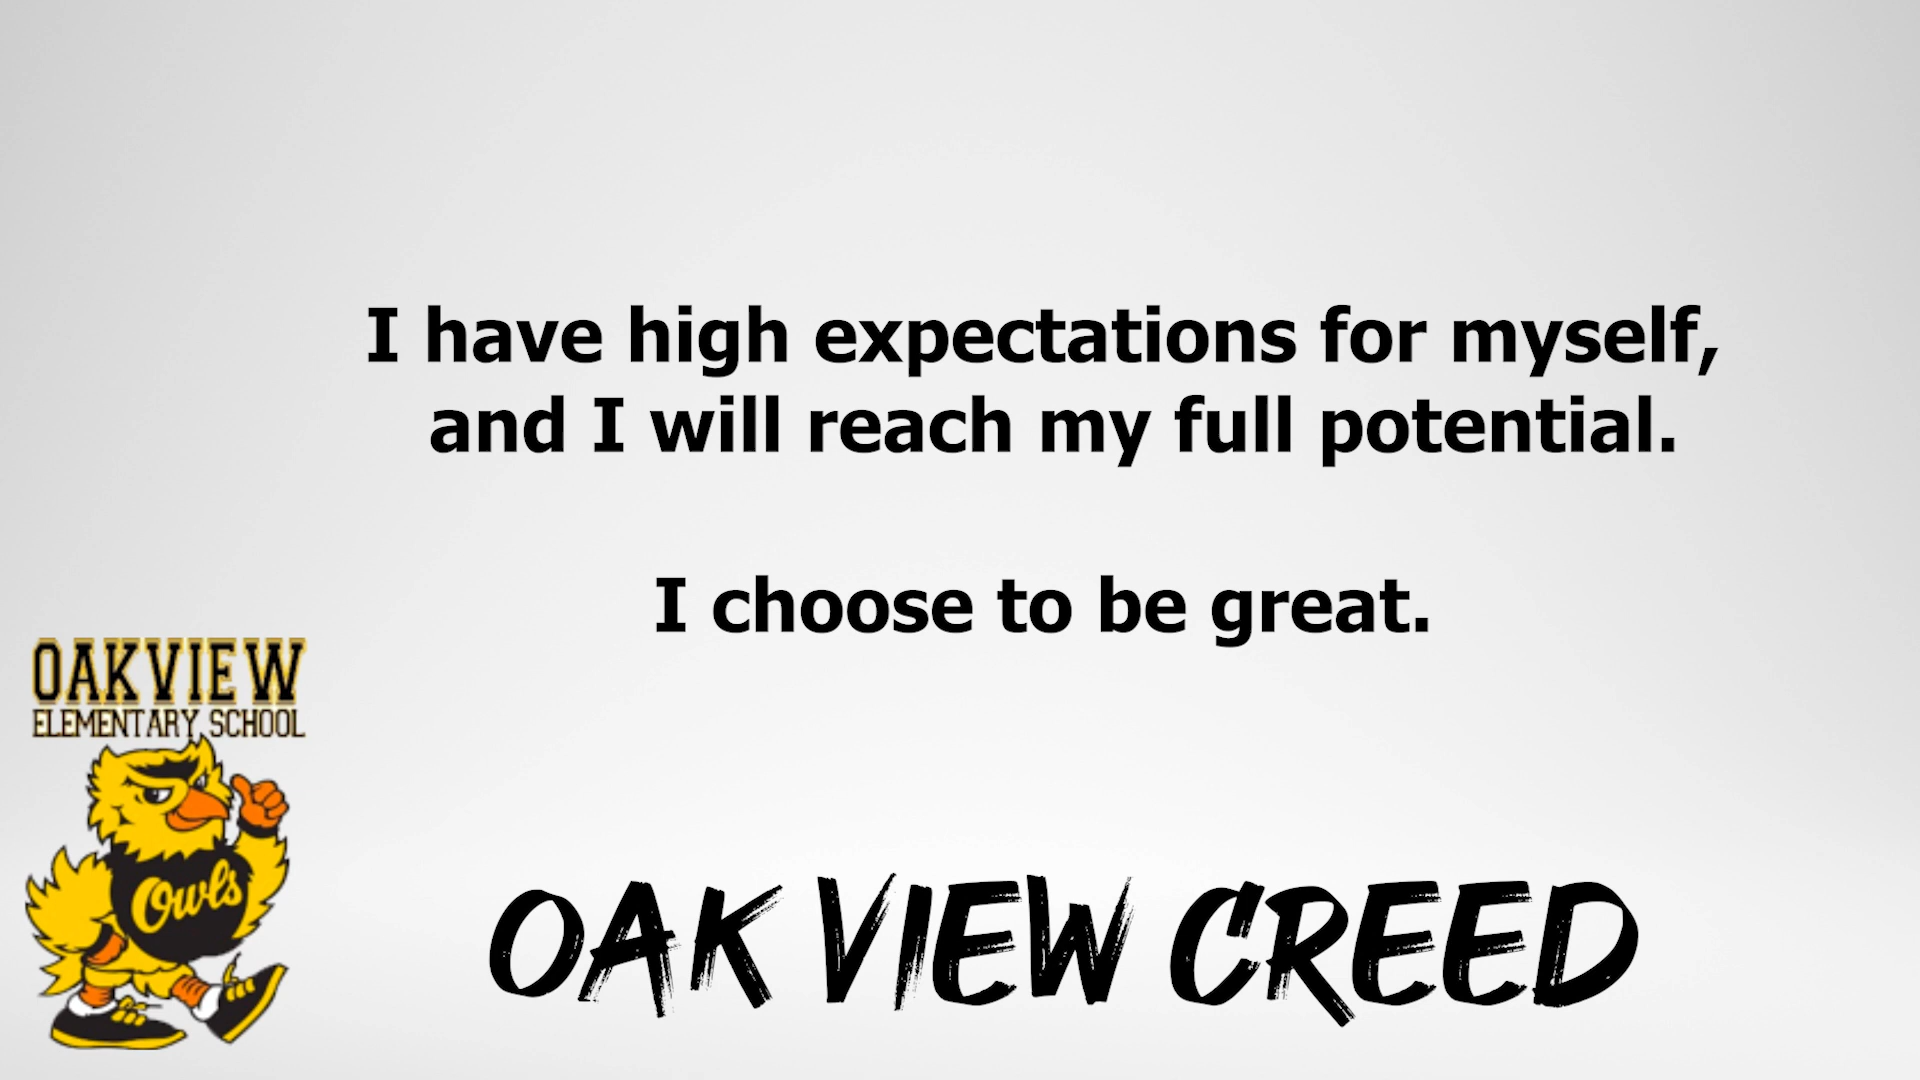 I have high expectations for myself,
and I will reach my full potential.
I choose to be great.
OAKVIEW
ELEMENTARY SCHOOL
Owls
OAK VIEW CREED